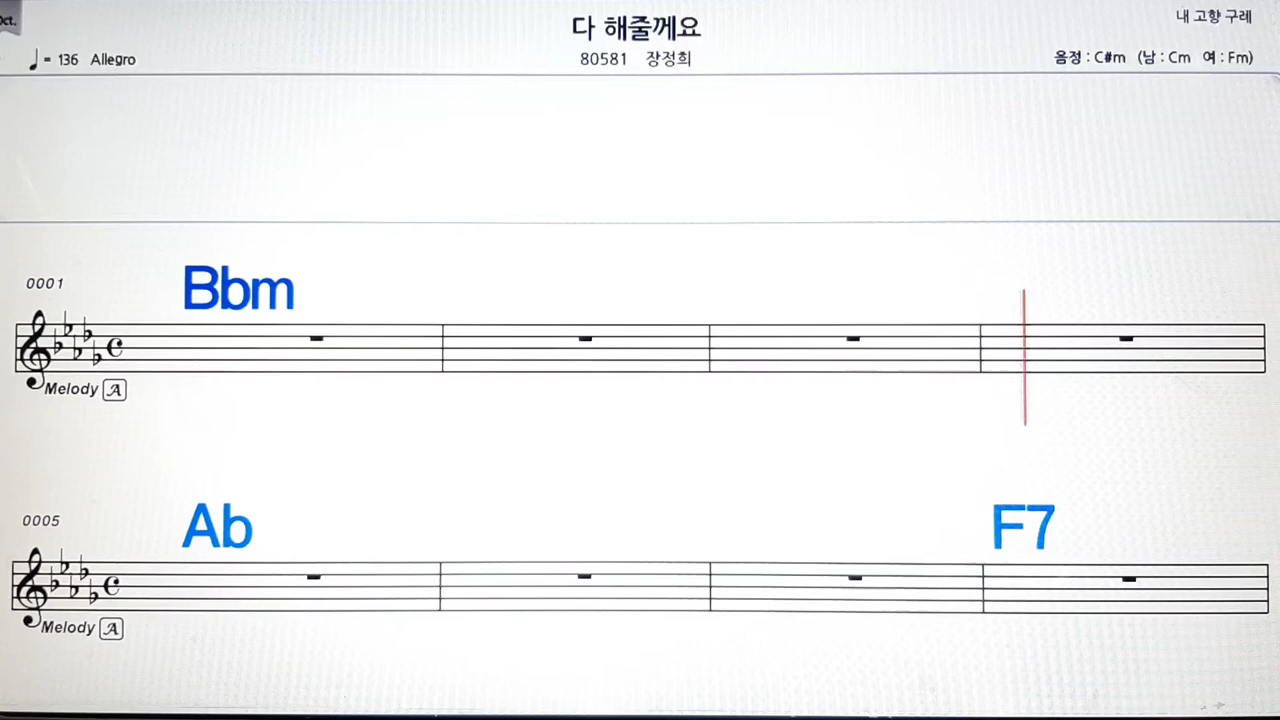 Oct.
다 해줄께요
내 고향 구례
♩ = 136 Allegro
80581 장정희
음정 : C#m (남 : Cm 여 : Fm)
0001
Bbm
Melody A
0005
Ab F7
Melody A